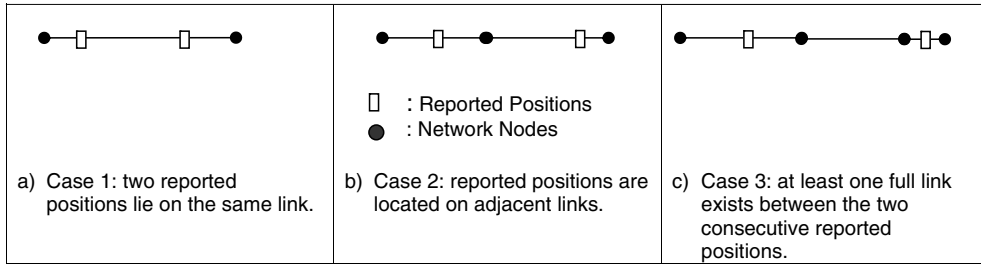 : Reported Positions
: Network Nodes
a) Case 1: two reported
positions lie on the same link.
b) Case 2: reported positions are
located on adjacent links.
c) Case 3: at least one full link
exists between the two
consecutive reported
positions.